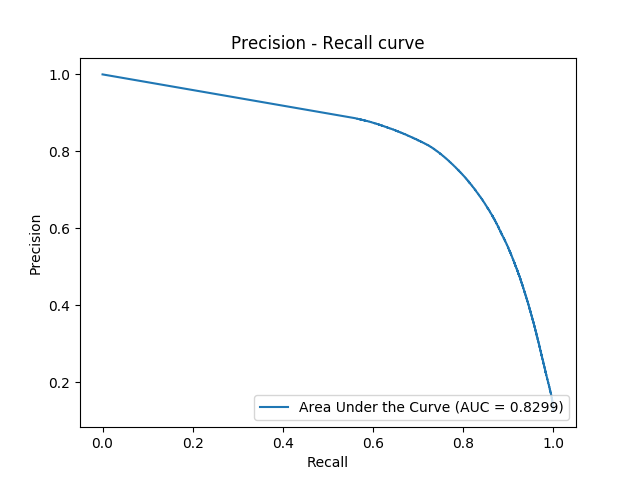 Precision - Recall curve
1.0
0.8
0.6
0.4
0.2
Precision
Area Under the Curve (AUC = 0.8299)
0.0 0.2 0.4 0.6 0.8 1.0
Recall